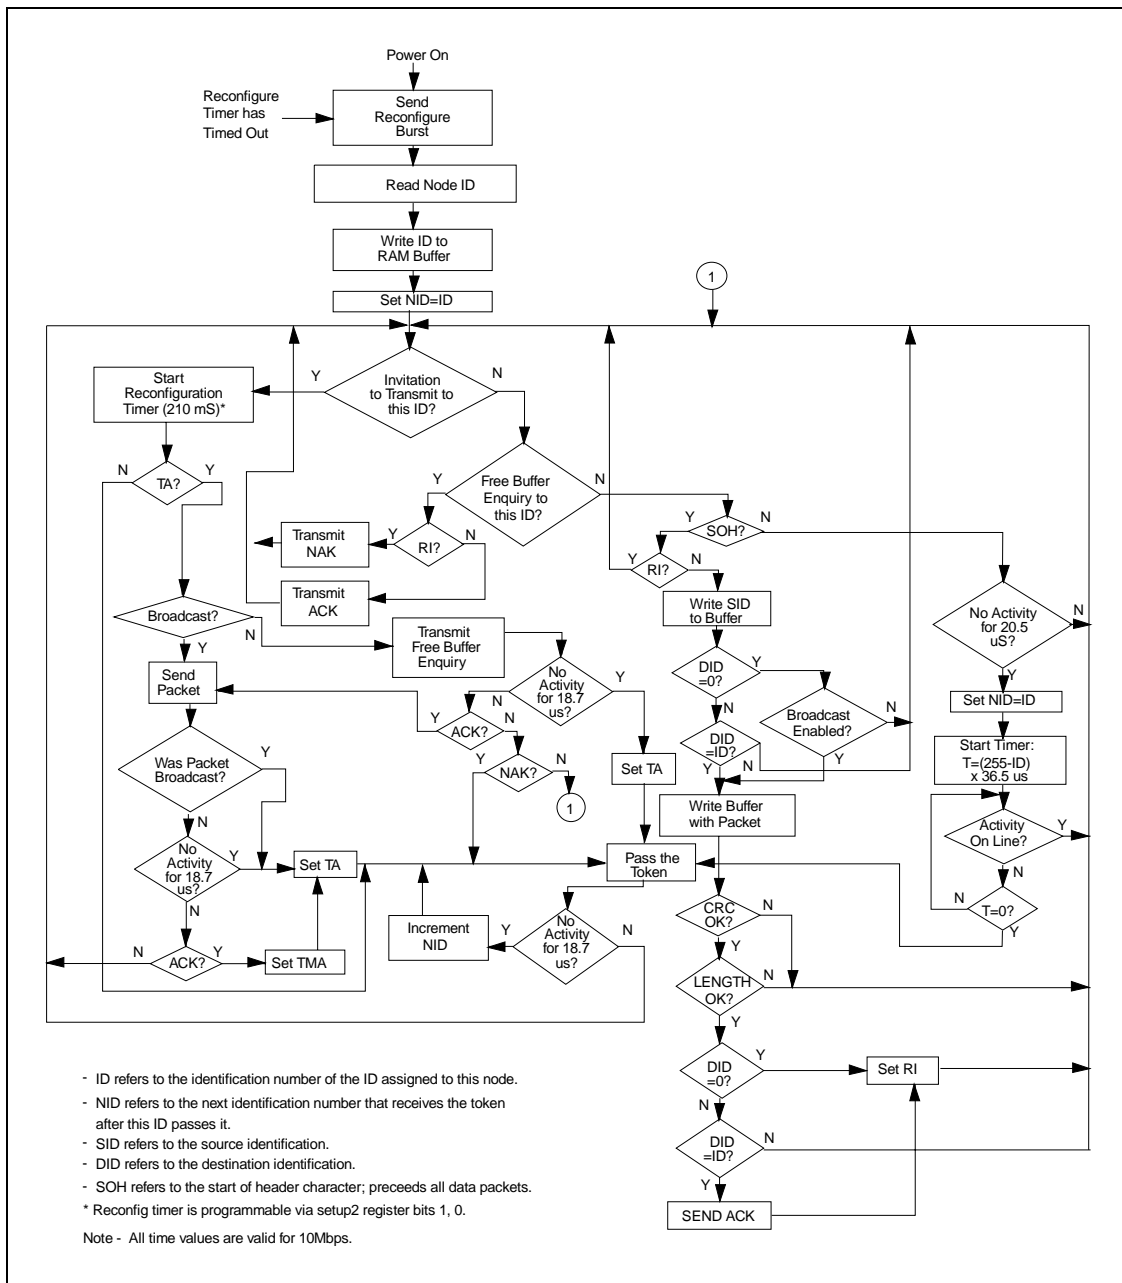 Power On
Reconfigure
Timer has
Timed Out
Send
Reconfigure
Burst
Read Node ID
Write ID to
RAM Buffer
1
Set NID=ID
Start
Reconfiguration
Timer (210 mS)*
Y
Invitation
to Transmit to
this ID?
N
N
TA?
Y
Y
Free Buffer
Enquiry to
this ID?
N
Transmit
NAK
Y
RI?
N
Y
SOH?
N
Y
RI?
N
Transmit
ACK
Write SID
to Buffer
No Activity
for 20.5
uS?
N
Y
Broadcast?
N
Y
Transmit
Free Buffer
Enquiry
Send
Packet
No
Activity
for 18.7
us?
Y
N
DID
=0?
Y
N
Set NID=ID
Y
ACK?
N
DID
=ID?
N
Y
Broadcast
Enabled?
N
Y
Start Timer:
T=(255-ID)
x 36.5 us
Was Packet
Broadcast?
Y
N
Y
NAK?
N
1
Set TA
Write Buffer
with Packet
Activity
On Line?
Y
N
No
Activity
for 18.7
us?
Y
N
Set TA
Pass the
Token
N
T=0?
Y
Increment
NID
Y
No
Activity
for 18.7
us?
N
CRC
OK?
N
Y
N
ACK?
Y
Set TMA
LENGTH
OK?
N
Y
DID
=0?
Y
N
Set RI
DID
=ID?
N
Y
SEND ACK
- ID refers to the identification number of the ID assigned to this node.
- NID refers to the next identification number that receives the token
after this ID passes it.
- SID refers to the source identification.
- DID refers to the destination identification.
- SOH refers to the start of header character; preceeds all data packets.
* Reconfig timer is programmable via setup2 register bits 1, 0.
Note - All time values are valid for 10Mbps.